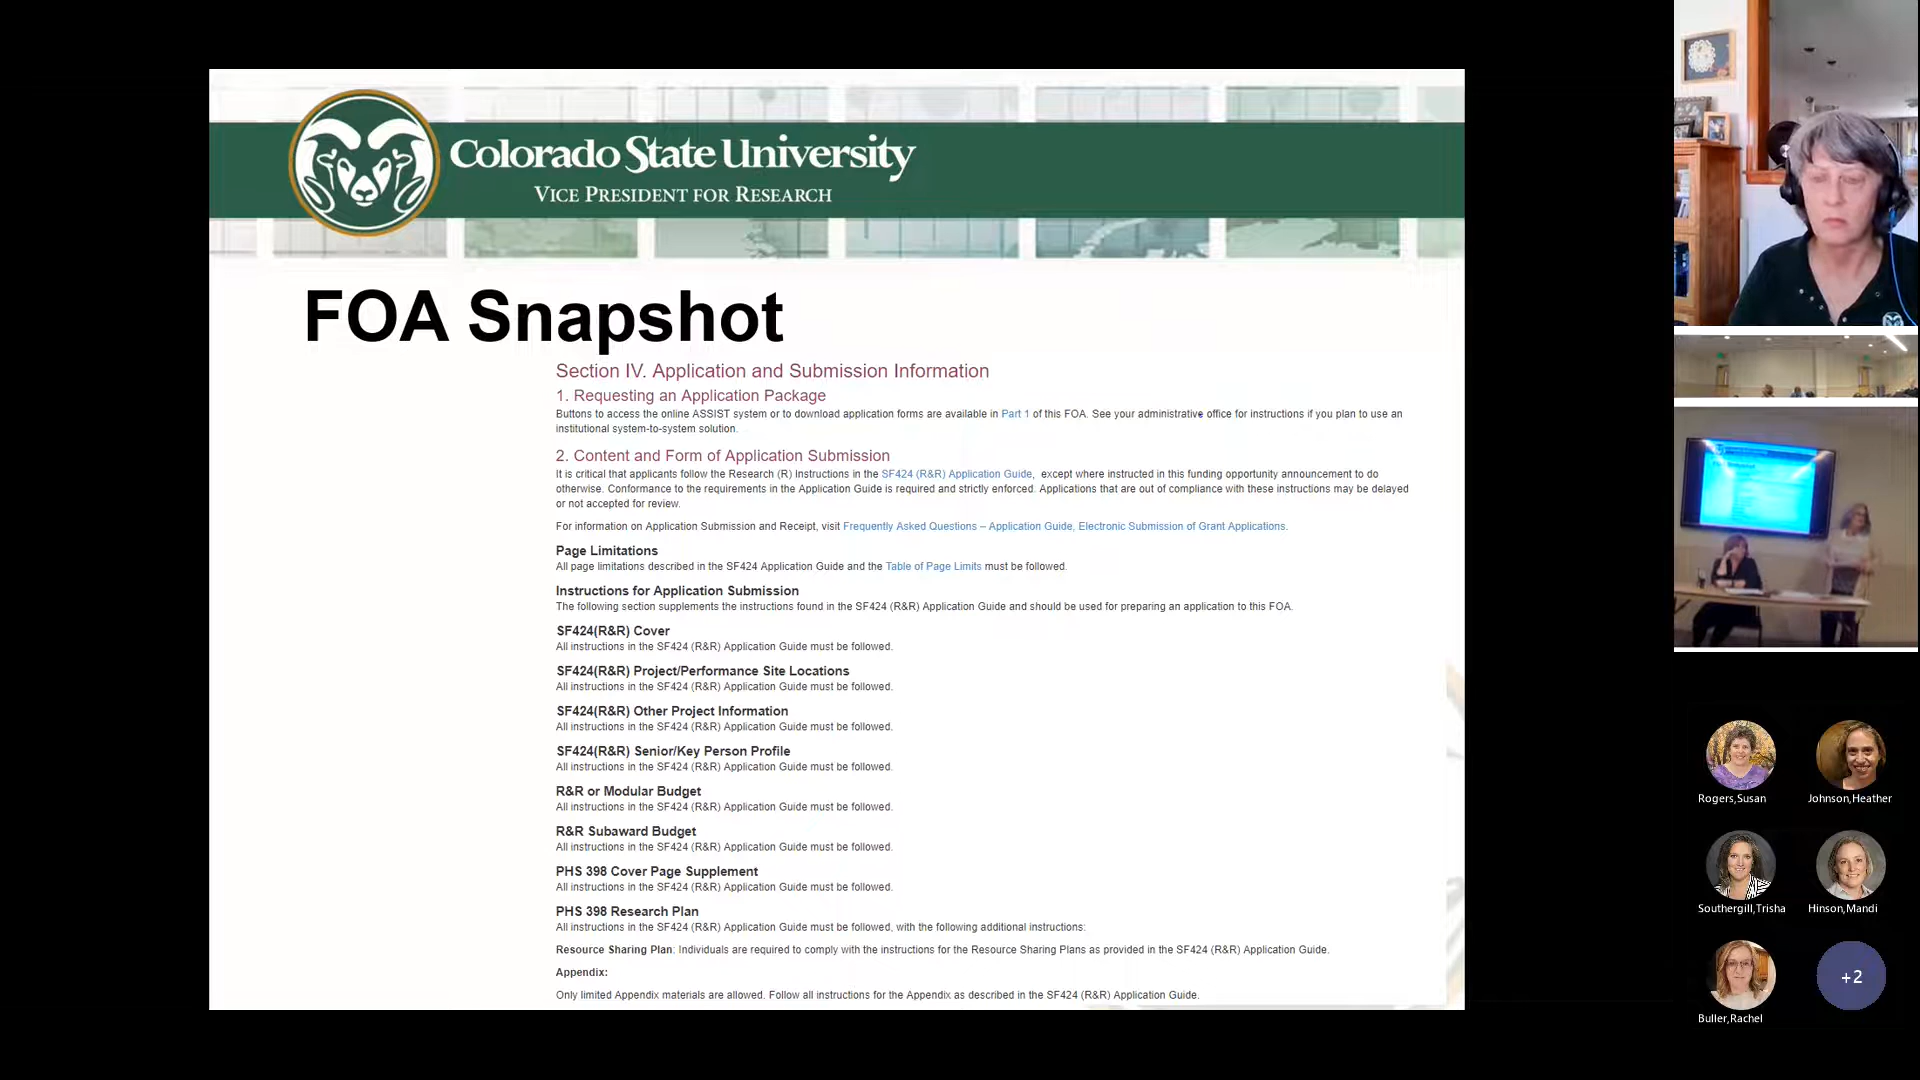 Colorado State University
VICE PRESIDENT FOR RESEARCH
FOA Snapshot
Section IV. Application and Submission Information
1. Requesting an Application Package
Buttons to access the online ASSIST system or to download application forms are available in Part 1 of this FOA. See your administrative office for instructions if you plan to use an
institutional system-to-system solution.
2. Content and Form of Application Submission
It is critical that applicants follow the Research (R) Instructions in the SF424 (R&R) Application Guide, except where instructed in this funding opportunity announcement to do
otherwise. Conformance to the requirements in the Application Guide is required and strictly enforced. Applications that are out of compliance with these instructions may be delayed
or not accepted for review.
For information on Application Submission and Receipt, visit Frequently Asked Questions – Application Guide, Electronic Submission of Grant Applications.
Page Limitations
All page limitations described in the SF424 Application Guide and the Table of Page Limits must be followed.
Instructions for Application Submission
The following section supplements the instructions found in the SF424 (R&R) Application Guide and should be used for preparing an application to this FOA.
SF424(R&R) Cover
All instructions in the SF424 (R&R) Application Guide must be followed.
SF424(R&R) Project/Performance Site Locations
All instructions in the SF424 (R&R) Application Guide must be followed.
SF424(R&R) Other Project Information
All instructions in the SF424 (R&R) Application Guide must be followed.
SF424(R&R) Senior/Key Person Profile
All instructions in the SF424 (R&R) Application Guide must be followed.
R&R or Modular Budget
All instructions in the SF424 (R&R) Application Guide must be followed.
R&R Subaward Budget
All instructions in the SF424 (R&R) Application Guide must be followed.
PHS 398 Cover Page Supplement
All instructions in the SF424 (R&R) Application Guide must be followed.
PHS 398 Research Plan
All instructions in the SF424 (R&R) Application Guide must be followed, with the following additional instructions:
Resource Sharing Plan: Individuals are required to comply with the instructions for the Resource Sharing Plans as provided in the SF424 (R&R) Application Guide.
Appendix:
Only limited Appendix materials are allowed. Follow all instructions for the Appendix as described in the SF424 (R&R) Application Guide.
Rogers,Susan
Johnson,Heather
Southergill,Trisha
Hinson,Mandi
Buller,Rachel
+2